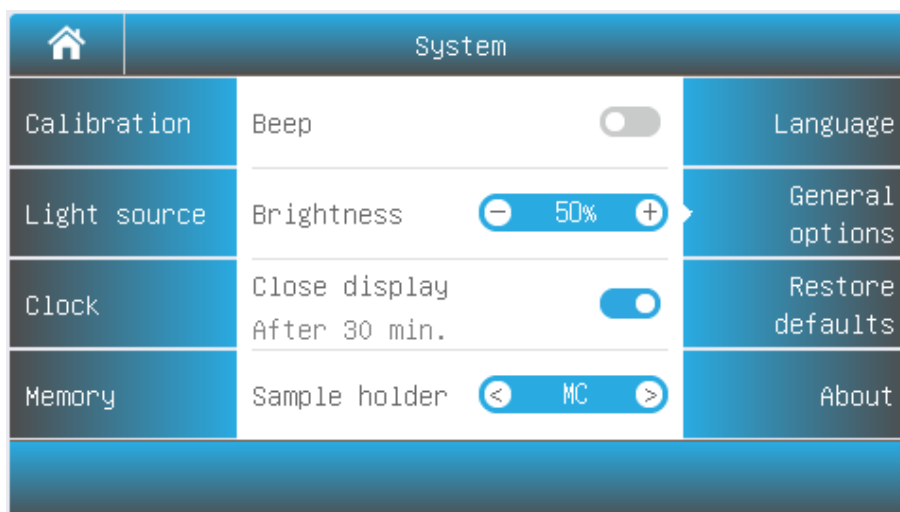 System
Calibration
Beep
Language
Light source
Brightness
50%
General
options
Clock
Close display
After 30 min.
Restore
defaults
Memory
Sample holder
MC
About